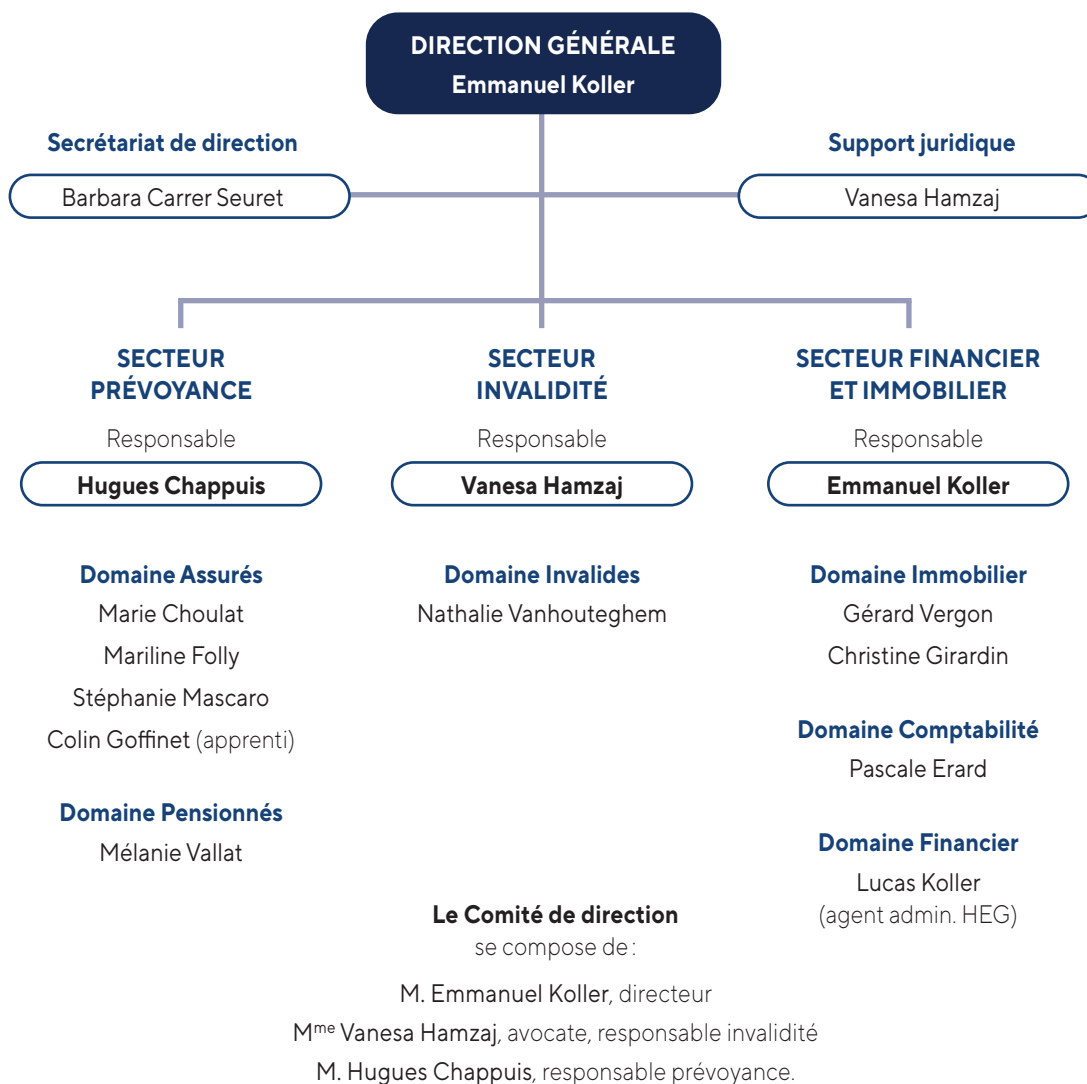 DIRECTION GÉNÉRALE
Emmanuel Koller
Secrétariat de direction
Barbara Carrer Seuret
Support juridique
Vanesa Hamzaj
SECTEUR
PRÉVOYANCE
Responsable
Hugues Chappuis
Domaine Assurés
Marie Choulat
Mariline Folly
Stéphanie Mascaro
Colin Goffinet (apprenti)
Domaine Pensionnés
Mélanie Vallat
SECTEUR
INVALIDITÉ
Responsable
Vanesa Hamzaj
Domaine Invalides
Nathalie Vanhouteghem
SECTEUR FINANCIER
ET IMMOBILIER
Responsable
Emmanuel Koller
Domaine Immobilier
Gérard Vergon
Christine Girardin
Domaine Comptabilité
Pascale Erard
Domaine Financier
Lucas Koller
(agent admin. HEG)
Le Comité de direction
se compose de :
M. Emmanuel Koller, directeur
Mme Vanesa Hamzaj, avocate, responsable invalidité
M. Hugues Chappuis, responsable prévoyance.